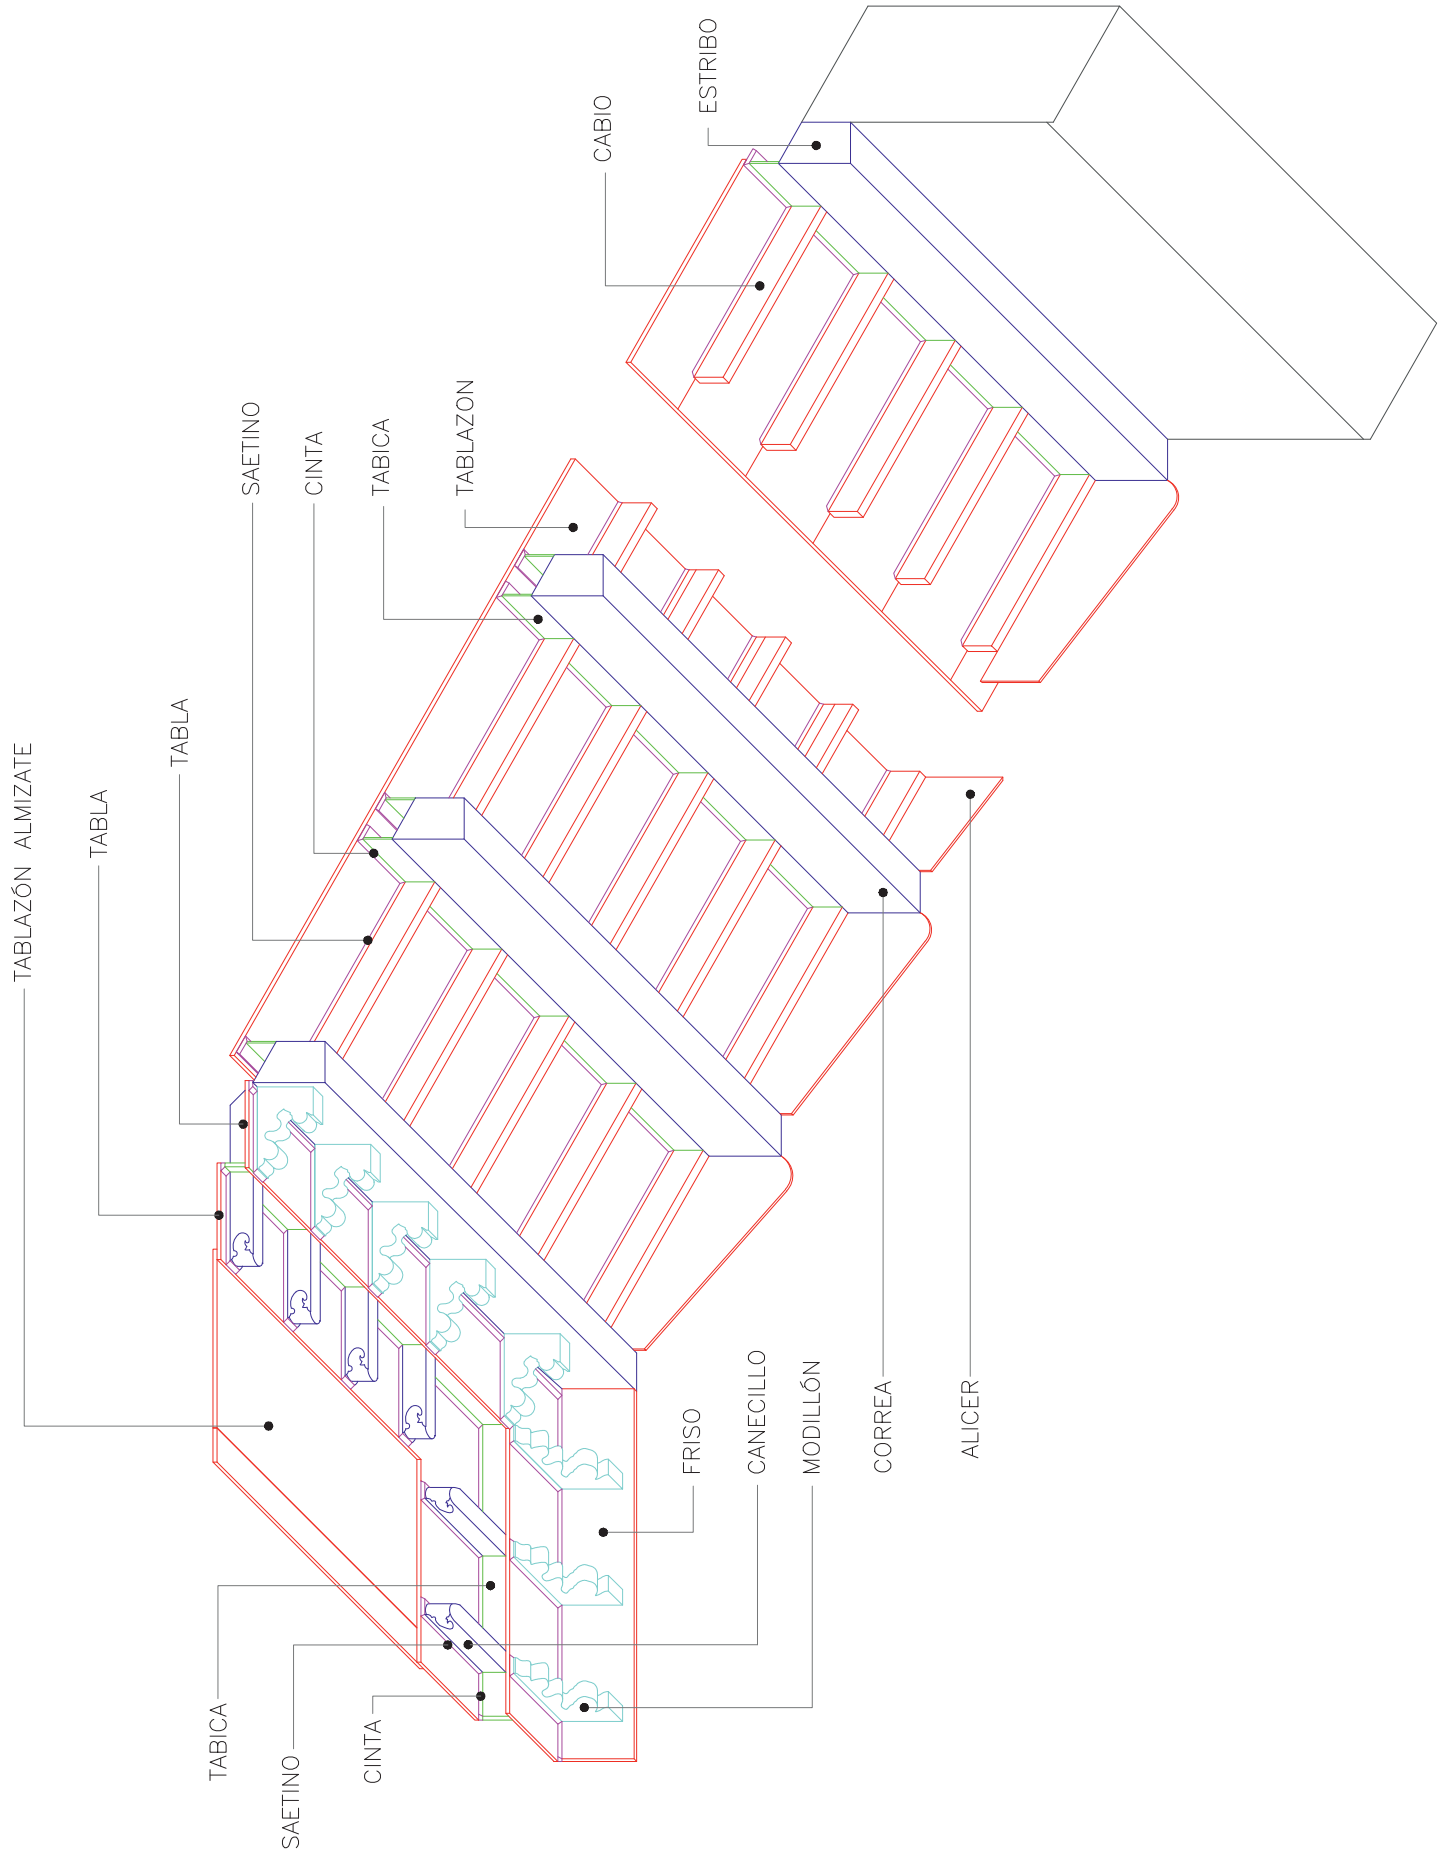 TABLAZÓN ALMIZATE
TABLA
TABLA
SAETINO
CINTA
TABICA
TABLAZON
CABIO
ESTRIBO
TABICA
SAETINO
CINTA
FRISO
CANECILLO
MODILLÓN
CORREA
ALICER